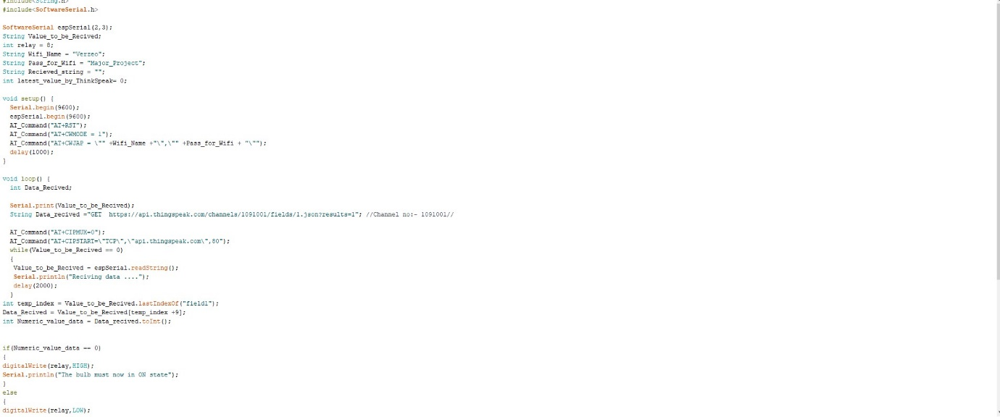 #include<String.h>
#include<SoftwareSerial.h>
SoftwareSerial espSerial(2,3);
String Value_to_be_Recived;
int relay = 8;
String Wifi_Name = "Verzeo";
String Pass_for_Wifi = "Major_Project";
String Recieved_string = "";
int latest_value_by_ThinkSpeak= 0;
void setup() {
Serial.begin(9600);
espSerial.begin(9600);
AT_Command("AT+RST");
AT_Command("AT+CWMODE = 1");
AT_Command("AT+CWJAP = \"" +Wifi_Name +"\",\"" +Pass_for_Wifi + "\"");
delay(1000);
}
void loop() {
int Data_Recived;
Serial.print(Value_to_be_Recived);
String Data_recived ="GET  https://api.thingspeak.com/channels/1091001/fields/1.json?results=1"; //Channel no:- 1091001//
AT_Command("AT+CIPMUX=0");
AT_Command("AT+CIPSTART=\"TCP\",\"api.thingspeak.com\",80");
while(Value_to_be_Recived == 0)
{
Value_to_be_Recived = espSerial.readString();
Serial.println("Reciving data ....");
delay(2000);
}
int temp_index = Value_to_be_Recived.lastIndexOf("field1");
Data_Recived = Value_to_be_Recived[temp_index +9];
int Numeric_value_data = Data_recived.toInt();
if(Numeric_value_data == 0)
{
digitalWrite(relay,HIGH);
Serial.println("The bulb must now in ON state");
}
else
{
digitalWrite(relay,LOW);